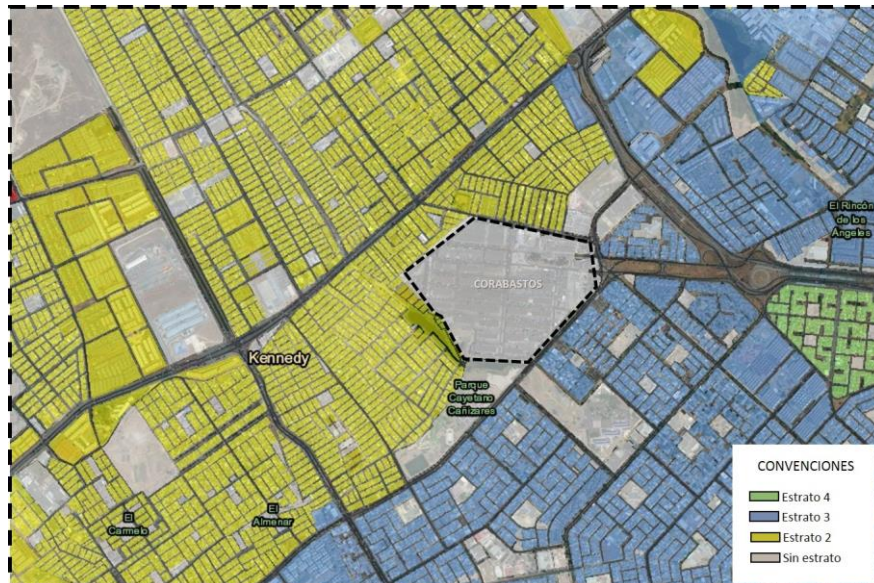 El Rincón
de los
Ángeles
CORABASTOS
Kennedy
Parque
Cayetano
Cañizares
El
Carmelo
El
Almenar
CONVENCIONES
Estrato 4
Estrato 3
Estrato 2
Sin estrato